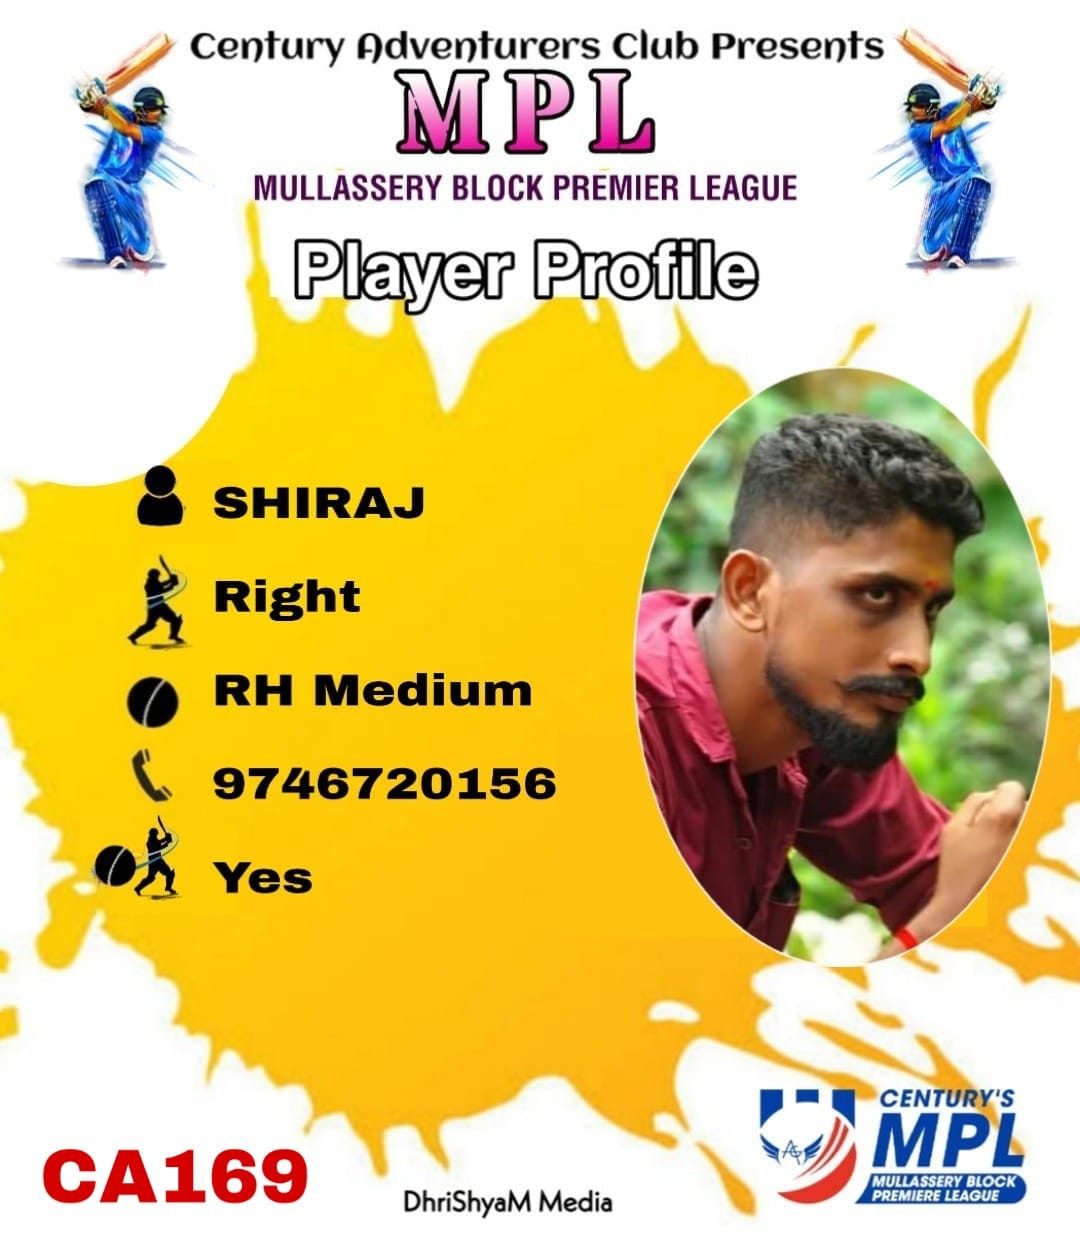 Century Adventurers Club Presents
MPL
MULLASSERY BLOCK PREMIER LEAGUE
Player Profile
SHIRAJ
Right
RH Medium
9746720156
Yes
CA169
DhriShyaM Media
CENTURY'S
MPL
MULLASSERY BLOCK
PREMIERE LEAGUE